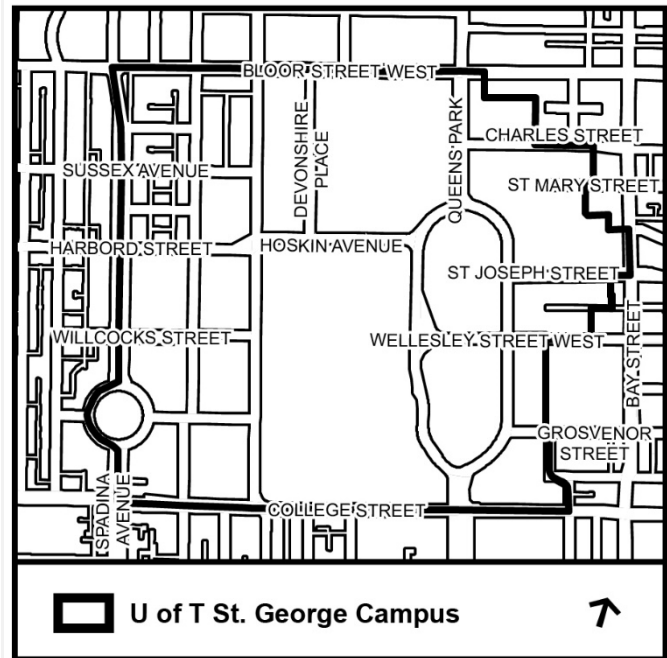 BLOOR STREET WEST
DEVONSHIRE
PLACE
QUEENS PARK
CHARLES STREET
SUSSEX AVENUE
ST MARY STREET
HARBORD STREET
HOSKIN AVENUE
ST JOSEPH STREET
WILLCOCKS STREET
WELLESLEY STREET WEST
BAY STREET
GROSVENOR
STREET
SPADINA
AVENUE
COLLEGE STREET
U of T St. George Campus